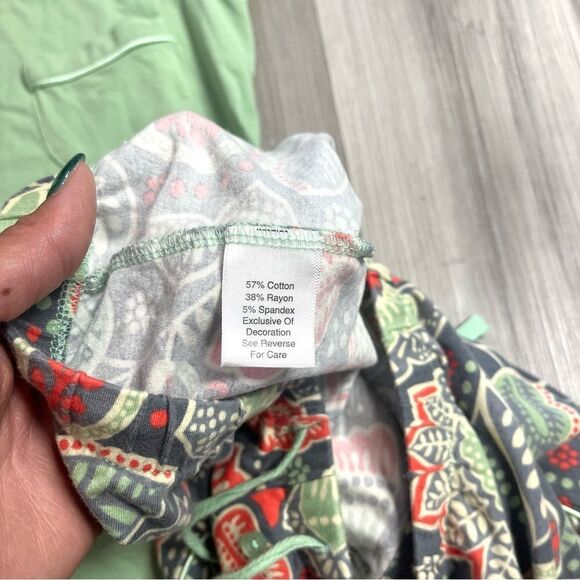 57% Cotton
38% Rayon
5% Spandex
Exclusive Of
Decoration
See Reverse
For Care